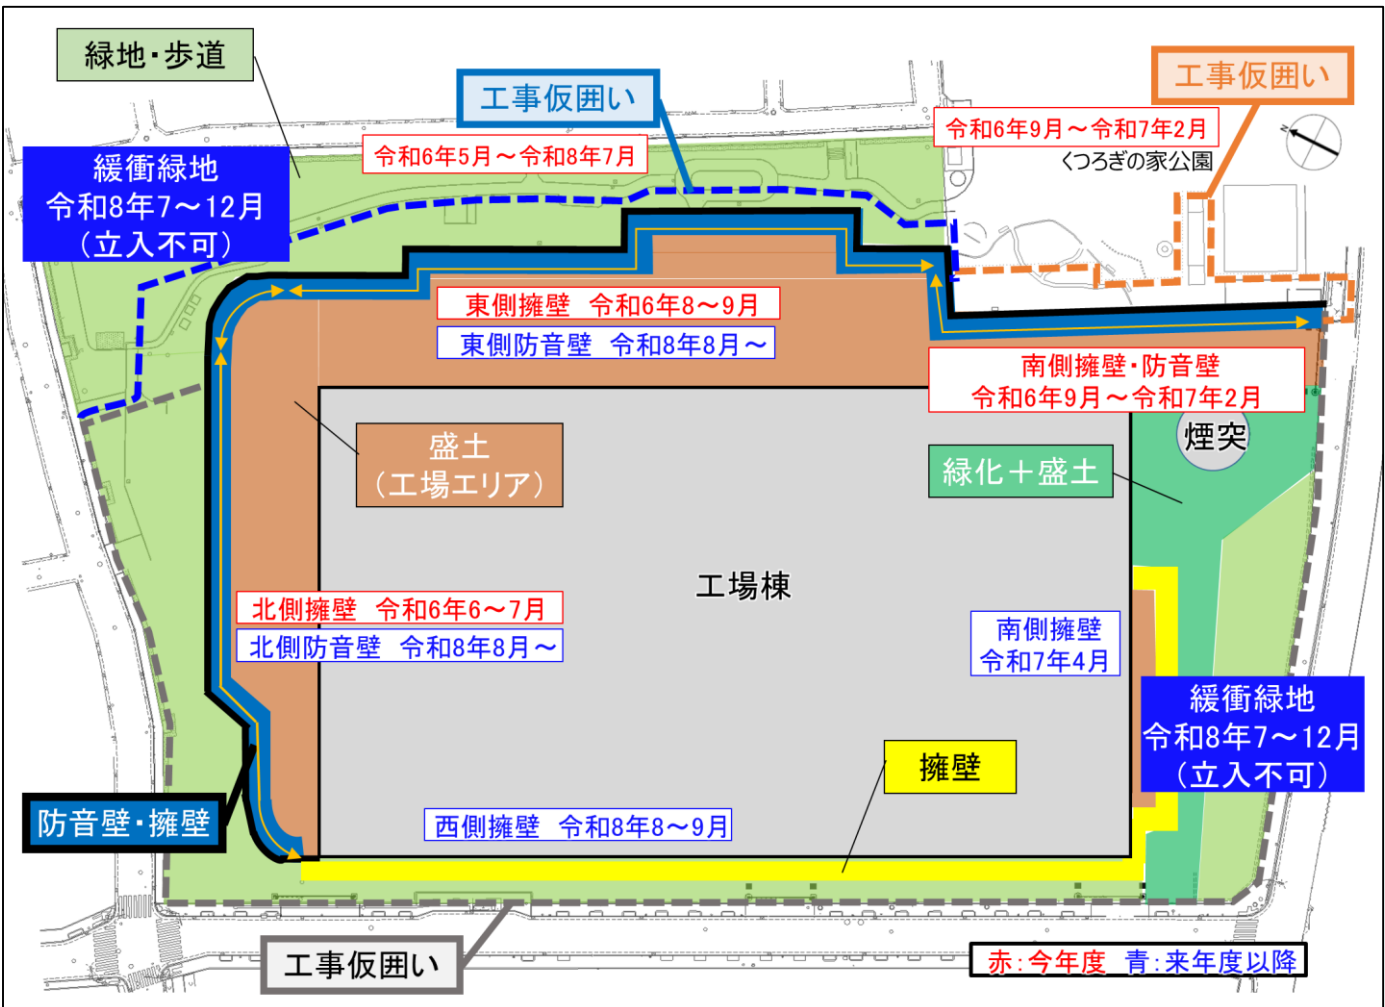 緑地・歩道
工事仮囲い
工事仮囲い
令和6年5月～令和8年7月
令和6年9月～令和7年2月
くつろぎの家公園
N
緩衝緑地
令和8年7～12月
（立入不可）
東側擁壁 令和6年8～9月
東側防音壁 令和8年8月～
南側擁壁・防音壁
令和6年9月～令和7年2月
盛土
（工場エリア）
煙突
緑化＋盛土
工場棟
北側擁壁 令和6年6～7月
北側防音壁 令和8年8月～
南側擁壁
令和7年4月
緩衝緑地
令和8年7～12月
（立入不可）
擁壁
防音壁・擁壁
西側擁壁 令和8年8～9月
工事仮囲い
赤：今年度 青：来年度以降